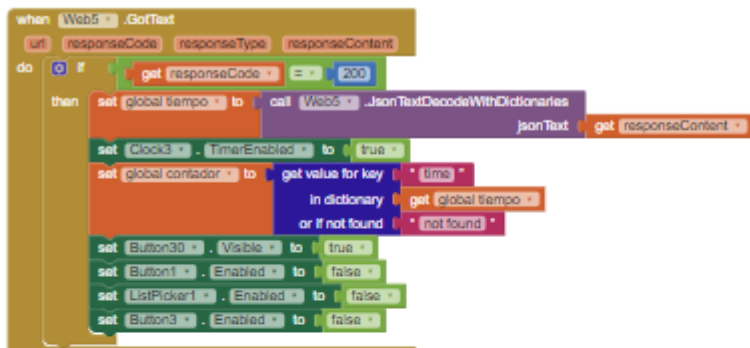 when Web5 .GotText
url responseCode responseType responseContent
do if get responseCode = 200
then set global tiempo to call Web5 .JsonTextDecodeWithDictionaries
jsonText get responseContent
set Clock3 . TimerEnabled to true
set global contador to get value for key " time "
in dictionary get global tiempo
or if not found " not found "
set Button30 . Visible to true
set Button1 . Enabled to false
set ListPicker1 . Enabled to false
set Button3 . Enabled to false